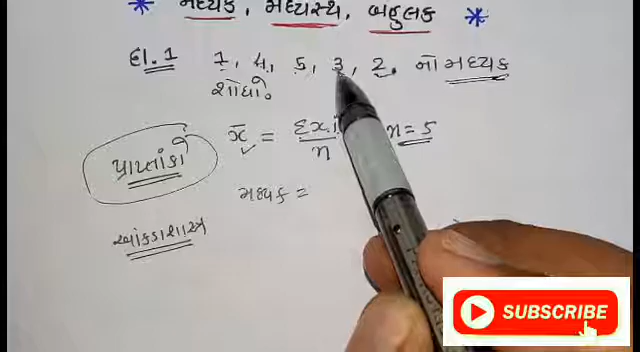 * મધ્યક, મધ્યસ્થ, બહુલક *
દા.1 1, 4, 5, 3, 2. નો મધ્યક
શોધો.
x̄ = Σxi / n n = 5
પ્રાપ્તાંકો
મધ્યક =
આંકડાશાસ્ત્ર
SUBSCRIBE